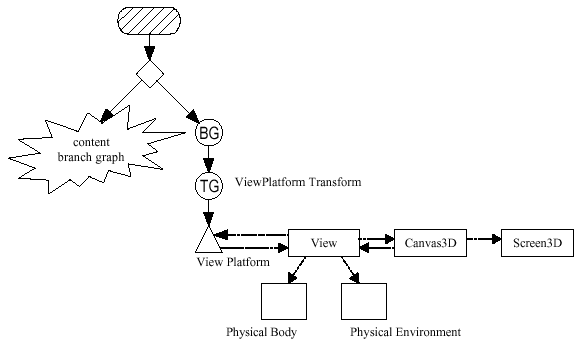 content
branch graph
BG
TG
ViewPlatform Transform
View Platform
View
Canvas3D
Screen3D
Physical Body
Physical Environment